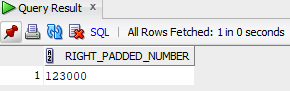 Query Result x
SQL | All Rows Fetched: 1 in 0 seconds
RIGHT_PADDED_NUMBER
1 123000